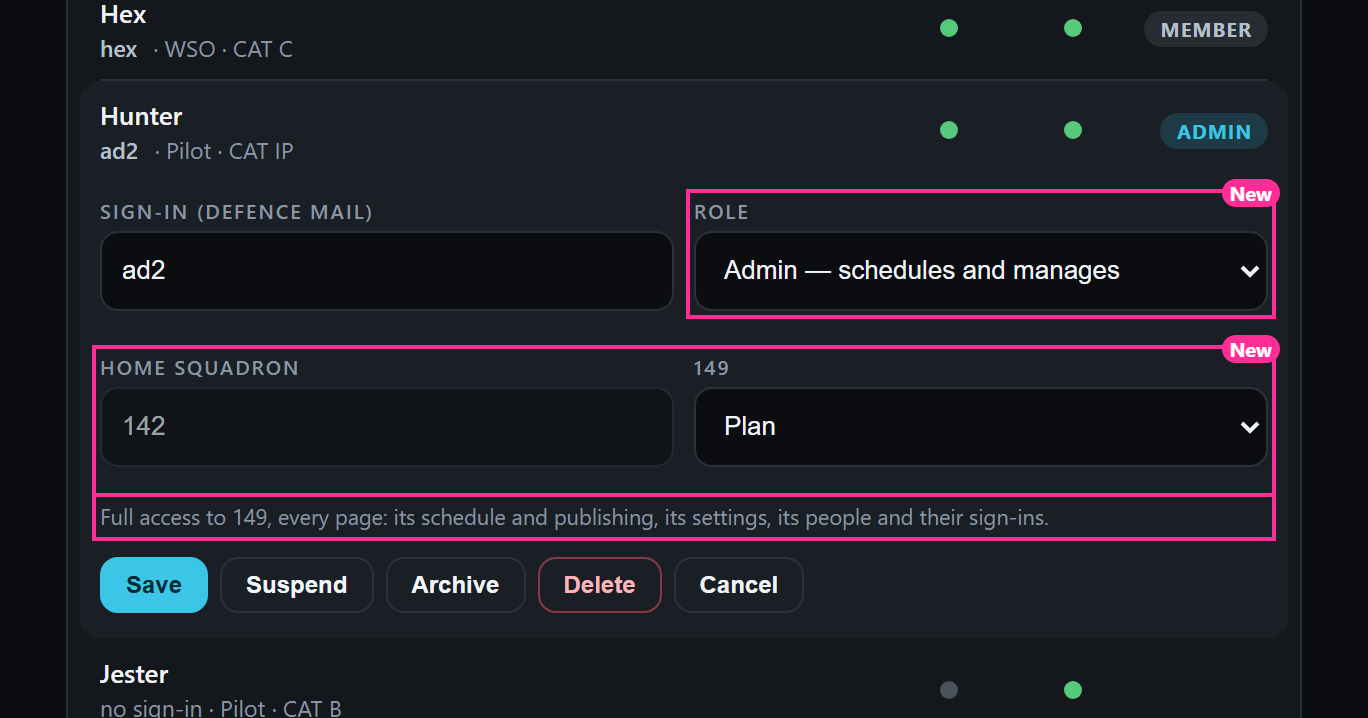 Hex
hex · WSO · CAT C
MEMBER
Hunter
ad2 · Pilot · CAT IP
ADMIN
SIGN-IN (DEFENCE MAIL)
ad2
New
ROLE
Admin — schedules and manages
New
HOME SQUADRON
142
149
Plan
Full access to 149, every page: its schedule and publishing, its settings, its people and their sign-ins.
Save
Suspend
Archive
Delete
Cancel
Jester
no sign-in · Pilot · CAT B